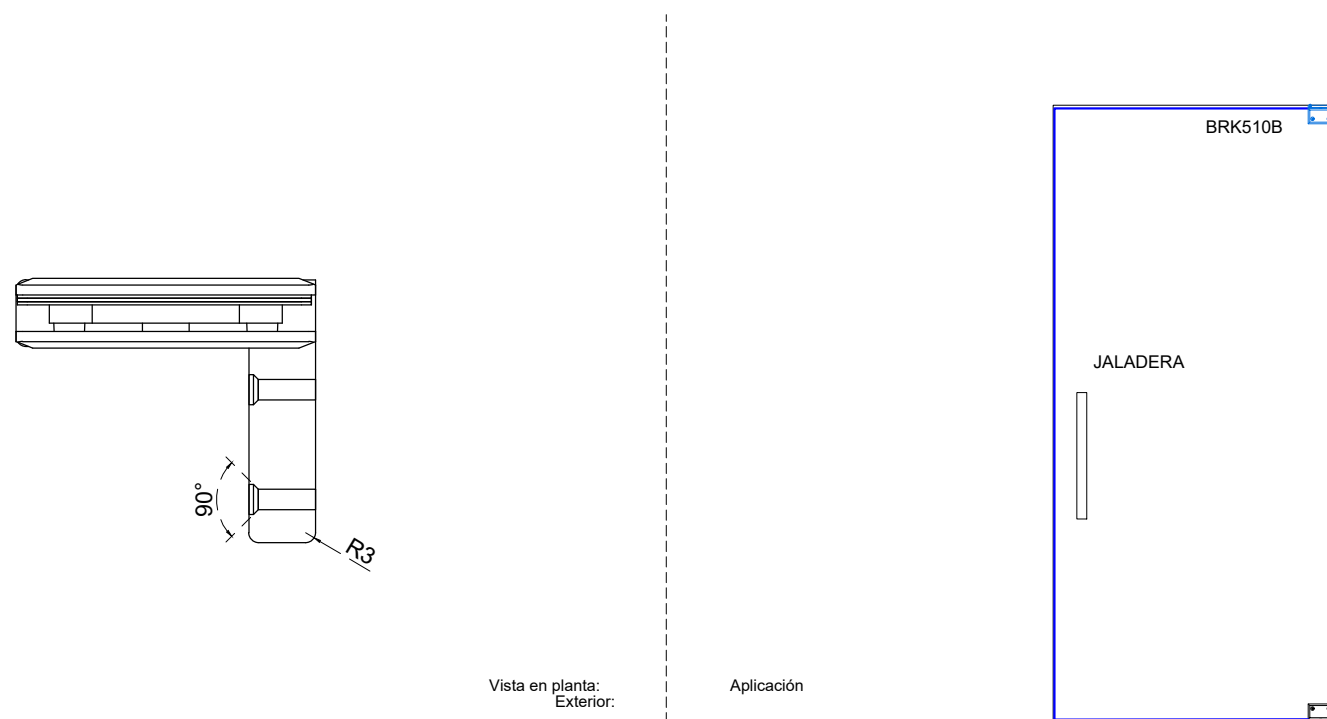 BRK510B
JALADERA
90°
R3
Vista en planta:
Exterior:
Aplicación